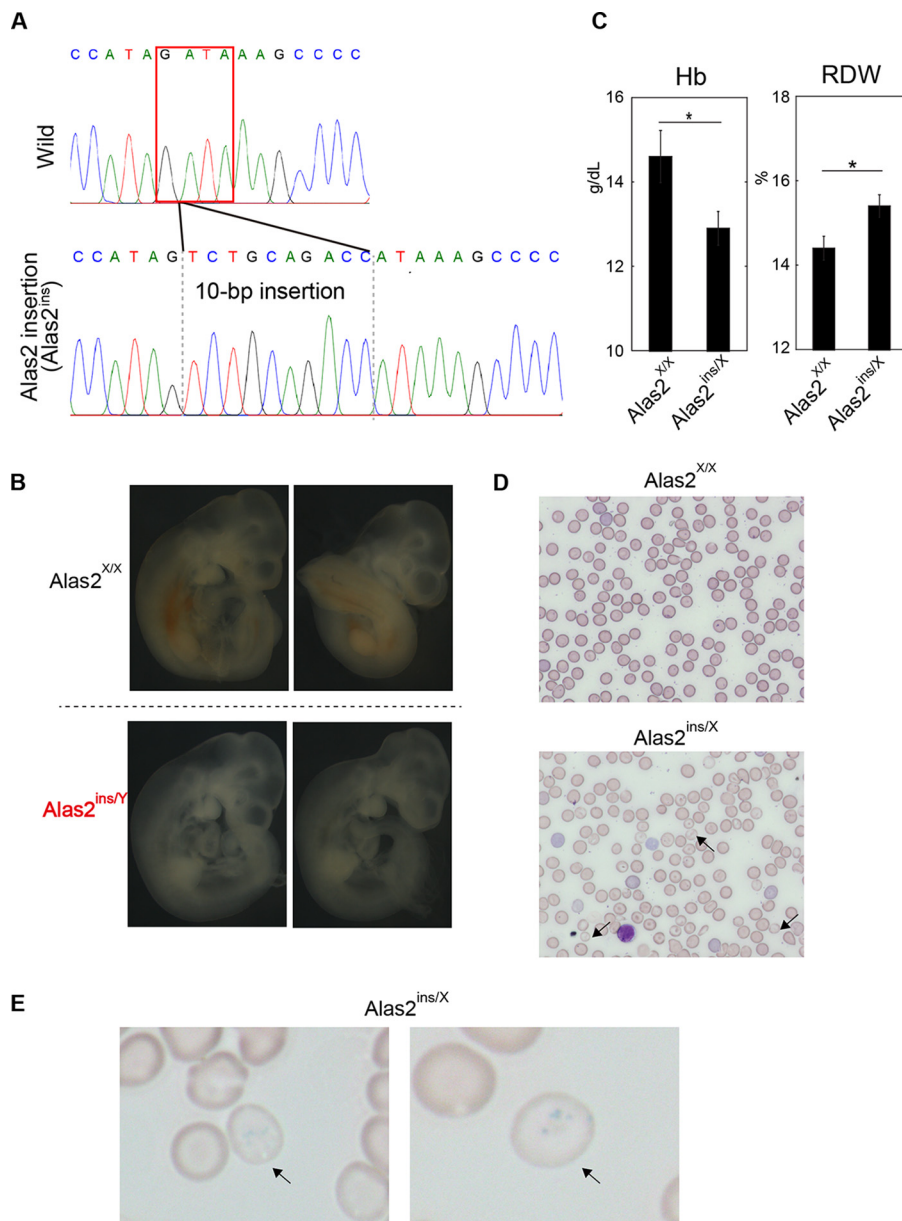 A
C C A T A G A T A A A G C C C C
Wild
C C A T A G T C T G C A G A C C A T A A A G C C C C
10-bp insertion
Alas2 insertion
(Alas2ins)
B
Alas2X/X
Alas2ins/Y
C
Hb
g/dL
14
12
10
*
Alas2X/X
Alas2ins/X
RDW
%
18
16
14
12
*
Alas2X/X
Alas2ins/X
D
Alas2X/X
Alas2ins/X
E
Alas2ins/X